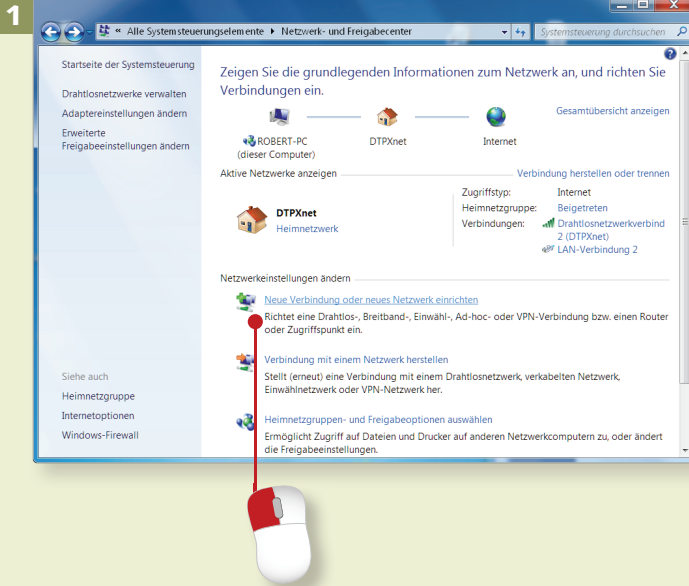 1
« Alle Systemsteuerungselemente ▸ Netzwerk- und Freigabecenter
Systemsteuerung durchsuchen
Startseite der Systemsteuerung
Drahtlosnetzwerke verwalten
Adaptereinstellungen ändern
Erweiterte
Freigabeeinstellungen ändern
Siehe auch
Heimnetzgruppe
Internetoptionen
Windows-Firewall
Zeigen Sie die grundlegenden Informationen zum Netzwerk an, und richten Sie
Verbindungen ein.
Gesamtübersicht anzeigen
ROBERT-PC
(dieser Computer)
DTPXnet
Internet
Aktive Netzwerke anzeigen
Verbindung herstellen oder trennen
DTPXnet
Heimnetzwerk
Zugriffstyp: Internet
Heimnetzgruppe: Beigetreten
Verbindungen: Drahtlosnetzwerkverbind
2 (DTPXnet)
LAN-Verbindung 2
Netzwerkeinstellungen ändern
Neue Verbindung oder neues Netzwerk einrichten
Richtet eine Drahtlos-, Breitband-, Einwähl-, Ad-hoc- oder VPN-Verbindung bzw. einen Router
oder Zugriffspunkt ein.
Verbindung mit einem Netzwerk herstellen
Stellt (erneut) eine Verbindung mit einem Drahtlosnetzwerk, verkabelten Netzwerk,
Einwählnetzwerk oder VPN-Netzwerk her.
Heimnetzgruppen- und Freigabeoptionen auswählen
Ermöglicht Zugriff auf Dateien und Drucker auf anderen Netzwerkcomputern zu, oder ändert
die Freigabeeinstellungen.